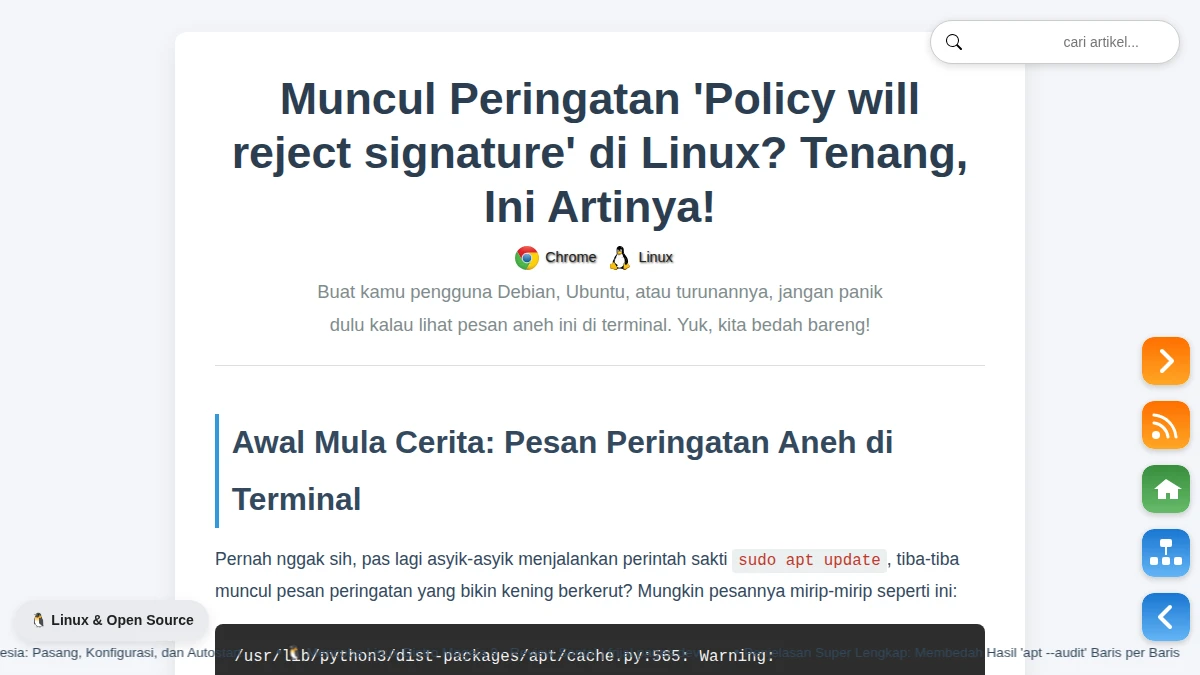 cari artikel...
Muncul Peringatan 'Policy will
reject signature' di Linux? Tenang,
Ini Artinya!
Chrome Linux
Buat kamu pengguna Debian, Ubuntu, atau turunannya, jangan panik
dulu kalau lihat pesan aneh ini di terminal. Yuk, kita bedah bareng!
Awal Mula Cerita: Pesan Peringatan Aneh di
Terminal
Pernah nggak sih, pas lagi asyik-asyik menjalankan perintah sakti sudo apt update, tiba-tiba
muncul pesan peringatan yang bikin kening berkerut? Mungkin pesannya mirip-mirip seperti ini:
Linux & Open Source
/usr/lib/python3/dist-packages/apt/cache.py:565: Warning:
esia: Pasang, Konfigurasi, dan Autos Super Lengkap: Membedah Hasil 'apt --audit' Baris per Baris